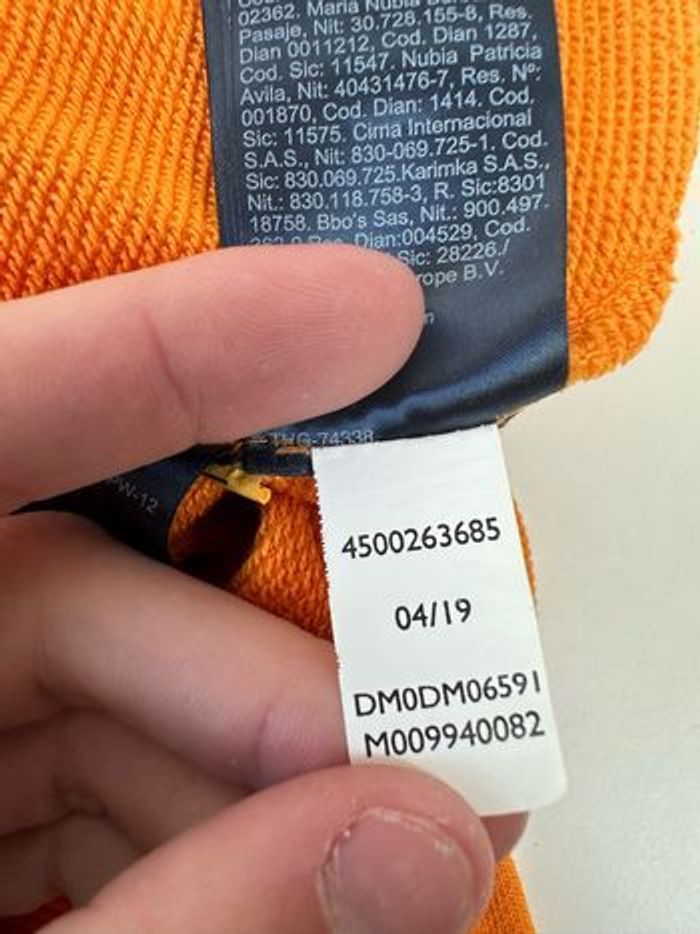 02362. Maria Nubia
Pasaje, Nit: 30.728.155-8, Res.
Dian 0011212, Cod. Dian 1287,
Cod. Sic: 11547. Nubia Patricia
Avila, Nit: 40431476-7, Res. Nº:
001870, Cod. Dian: 1414. Cod.
Sic: 11575. Cima Internacional
S.A.S., Nit: 830-069.725-1. Cod.
Sic: 830.069.725.Karimka S.A.S.,
Nit.: 830.118.758-3, R. Sic:8301
18758. Bbo's Sas, Nit.: 900.497.
Dian:004529, Cod.
Sic: 28226./
B.V.
THG-74338
4500263685
04/19
DM0DM06591
M009940082